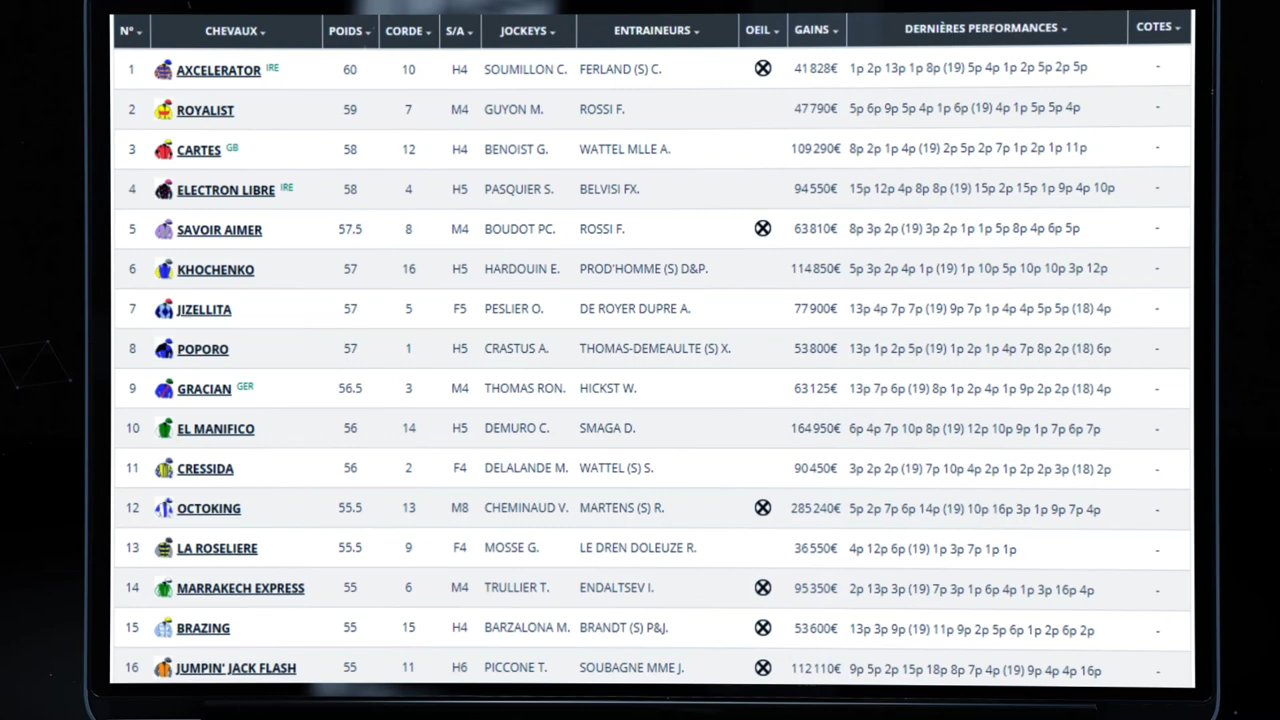 N° CHEVAUX POIDS CORDE S/A JOCKEYS ENTRAINEURS OEIL GAINS DERNIÈRES PERFORMANCES COTES
1 AXCELERATOR IRE 60 10 H4 SOUMILLON C. FERLAND (S) C. 41 828€ 1p 2p 13p 1p 8p (19) 5p 4p 1p 2p 5p 2p 5p -
2 ROYALIST 59 7 M4 GUYON M. ROSSI F. 47 790€ 5p 6p 9p 5p 4p 1p 6p (19) 4p 1p 5p 5p 4p -
3 CARTES GB 58 12 H4 BENOIST G. WATTEL MLLE A. 109 290€ 8p 2p 1p 4p (19) 2p 5p 2p 7p 1p 2p 1p 11p -
4 ELECTRON LIBRE IRE 58 4 H5 PASQUIER S. BELVISI FX. 94 550€ 15p 12p 4p 8p 8p (19) 15p 2p 15p 1p 9p 4p 10p -
5 SAVOIR AIMER 57.5 8 M4 BOUDOT PC. ROSSI F. 63 810€ 8p 3p 2p (19) 3p 2p 1p 1p 5p 8p 4p 6p 5p -
6 KHOCHENKO 57 16 H5 HARDOUIN E. PROD'HOMME (S) D&P. 114 850€ 5p 3p 2p 4p 1p (19) 1p 10p 5p 10p 10p 3p 12p -
7 JIZELLITA 57 5 F5 PESLIER O. DE ROYER DUPRE A. 77 900€ 13p 4p 7p 7p (19) 9p 7p 1p 4p 4p 5p 5p (18) 4p -
8 POPORO 57 1 H5 CRASTUS A. THOMAS-DEMEAULTE (S) X. 53 800€ 13p 1p 2p 5p (19) 1p 2p 1p 4p 7p 8p 2p (18) 6p -
9 GRACIAN GER 56.5 3 M4 THOMAS RON. HICKST W. 63 125€ 13p 7p 6p (19) 8p 1p 2p 4p 1p 9p 2p 2p (18) 4p -
10 EL MANIFICO 56 14 H5 DEMURO C. SMAGA D. 164 950€ 6p 4p 7p 10p 8p (19) 12p 10p 9p 1p 7p 6p 7p -
11 CRESSIDA 56 2 F4 DELALANDE M. WATTEL (S) S. 90 450€ 3p 2p 2p (19) 7p 10p 4p 2p 1p 2p 2p 3p (18) 2p -
12 OCTOKING 55.5 13 M8 CHEMINAUD V. MARTENS (S) R. 285 240€ 5p 2p 7p 6p 14p (19) 10p 16p 3p 1p 9p 7p 4p -
13 LA ROSELIERE 55.5 9 F4 MOSSE G. LE DREN DOLEUZE R. 36 550€ 4p 12p 6p (19) 1p 3p 7p 1p 1p -
14 MARRAKECH EXPRESS 55 6 M4 TRULLIER T. ENDALTSEV I. 95 350€ 2p 13p 3p (19) 7p 3p 1p 6p 4p 1p 3p 16p 4p -
15 BRAZING 55 15 H4 BARZALONA M. BRANDT (S) P&J. 53 600€ 13p 3p 9p (19) 11p 9p 2p 5p 6p 1p 2p 6p 2p -
16 JUMPIN' JACK FLASH 55 11 H6 PICCONE T. SOUBAGNE MME J. 112 110€ 9p 5p 2p 15p 18p 8p 7p 4p (19) 9p 4p 4p 16p -